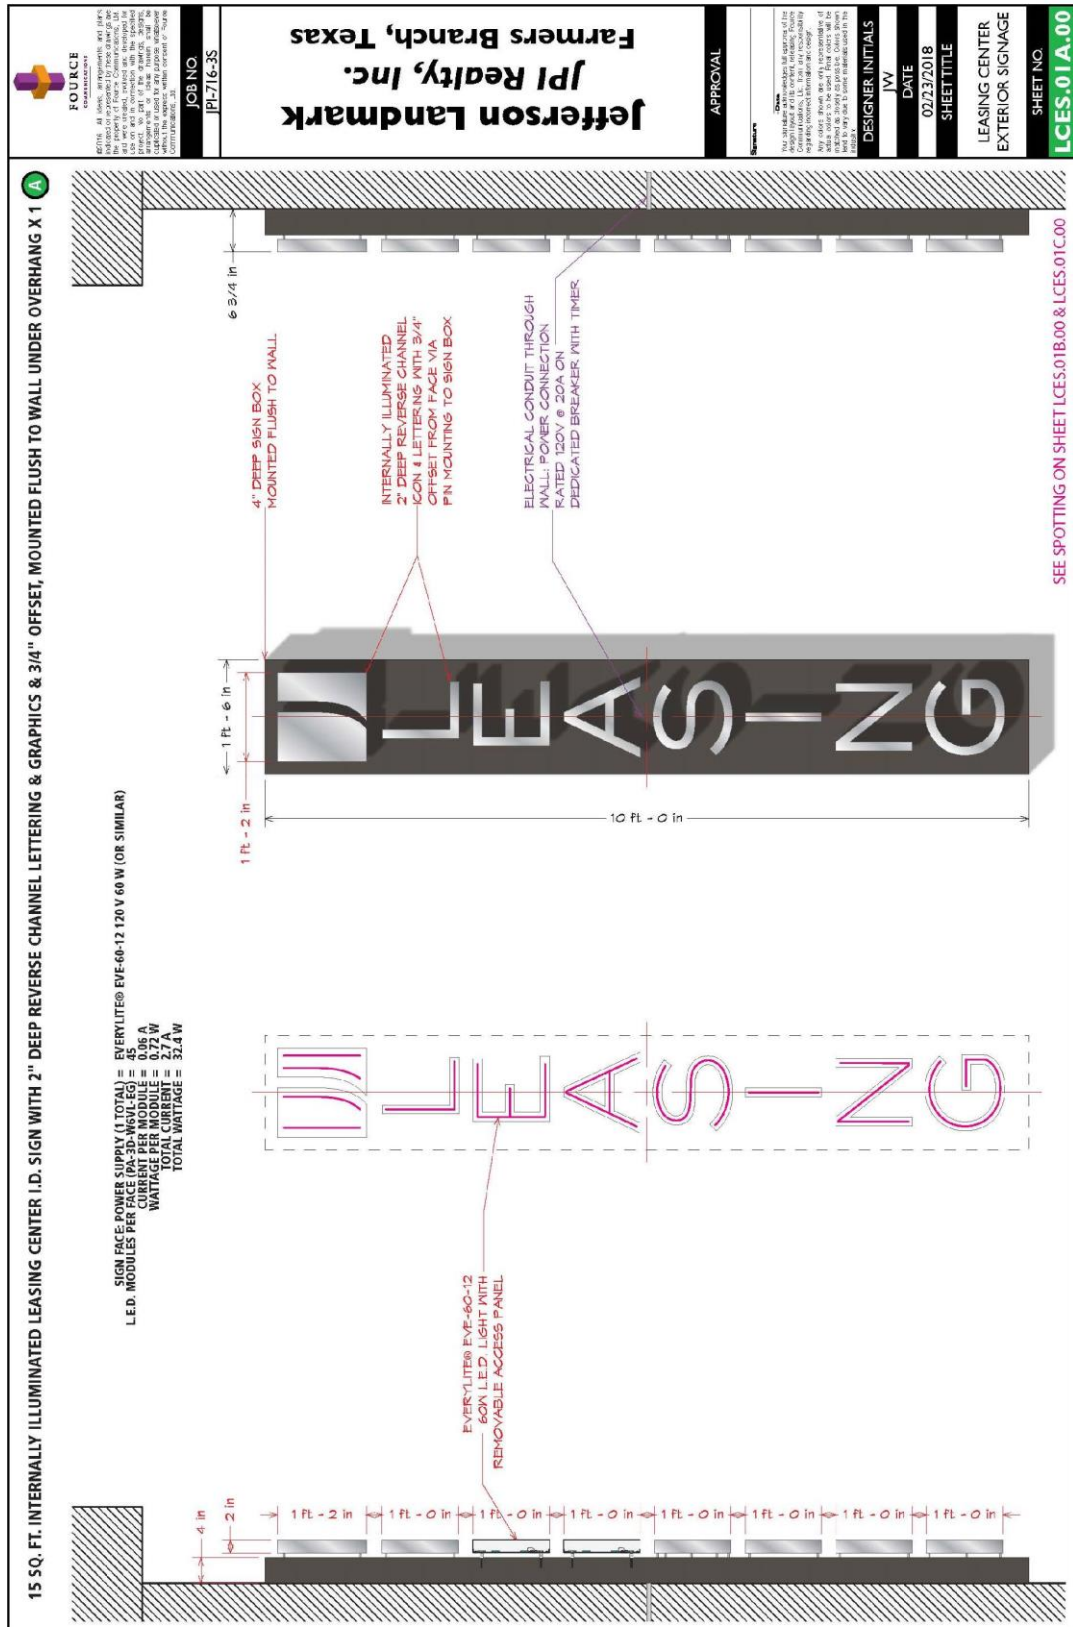 15 SQ. FT. INTERNALLY ILLUMINATED LEASING CENTER I.D. SIGN WITH 2" DEEP REVERSE CHANNEL LETTERING & GRAPHICS & 3/4" OFFSET, MOUNTED FLUSH TO WALL UNDER OVERHANG X 1 A
SIGN FACE: POWER SUPPLY (1 TOTAL) = EVERYLITE® EVE-60-12 120 V 60 W (OR SIMILAR)
L.E.D. MODULES PER FACE (PA-3D-W6VL-EG) = 45
CURRENT PER MODULE = 0.06 A
WATTAGE PER MODULE = 0.72 W
TOTAL CURRENT = 2.7 A
TOTAL WATTAGE = 32.4 W
4 in
2 in
1 ft - 2 in
1 ft - 0 in
1 ft - 0 in
1 ft - 0 in
1 ft - 0 in
1 ft - 0 in
1 ft - 0 in
1 ft - 0 in
EVERYLITE® EVE-60-12
60W L.E.D. LIGHT WITH
REMOVABLE ACCESS PANEL
LEASING
1 ft - 2 in
1 ft - 6 in
10 ft - 0 in
LEASING
4" DEEP SIGN BOX
MOUNTED FLUSH TO WALL
INTERNALLY ILLUMINATED
2" DEEP REVERSE CHANNEL
ICON & LETTERING WITH 3/4"
OFFSET FROM FACE VIA
PIN MOUNTING TO SIGN BOX
ELECTRICAL CONDUIT THROUGH
WALL; POWER CONNECTION
RATED 120V @ 20A ON
DEDICATED BREAKER WITH TIMER
6 3/4 in
SEE SPOTTING ON SHEET LCES.01B.00 & LCES.01C.00
FOURCE
COMMUNICATIONS
JOB NO.
JPI-716-3S
Jefferson Landmark
JPI Realty, Inc.
Farmers Branch, Texas
APPROVAL
Signature
Date
DESIGNER INITIALS
JW
DATE
02/23/2018
SHEET TITLE
LEASING CENTER
EXTERIOR SIGNAGE
SHEET NO.
LCES.01A.00